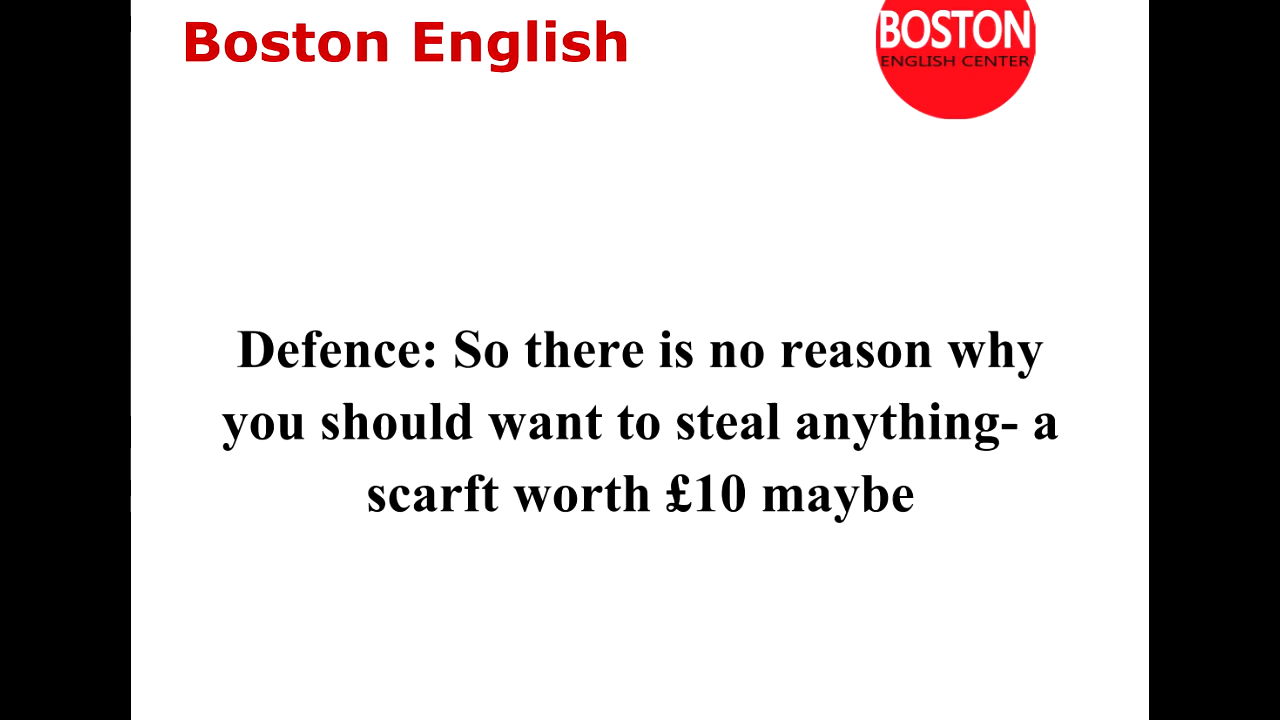 Boston English
BOSTON
ENGLISH CENTER
Defence: So there is no reason why
you should want to steal anything- a
scarft worth £10 maybe